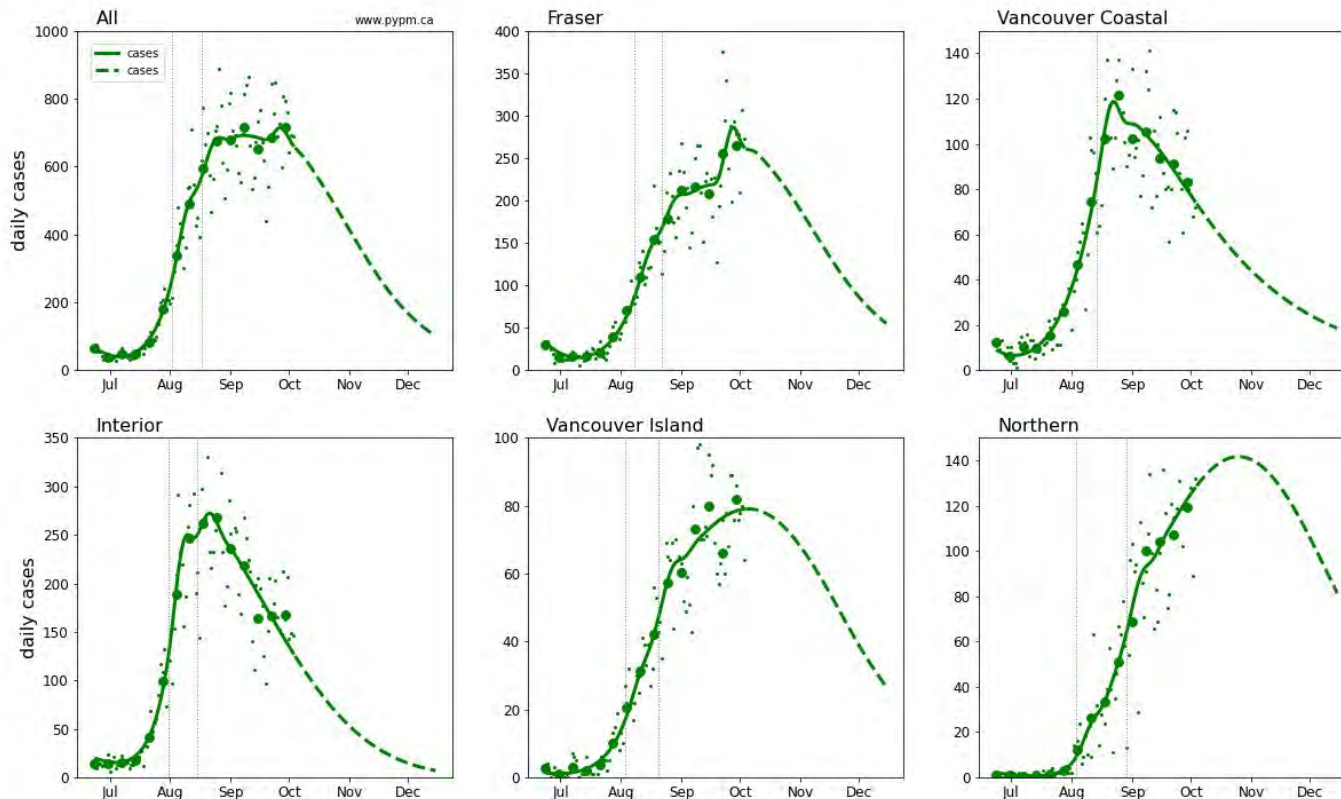 All
www.pypm.ca
Fraser
Vancouver Coastal
daily cases
1000
800
600
400
200
0
cases
cases
Jul Aug Sep Oct Nov Dec
400
350
300
250
200
150
100
50
0
Jul Aug Sep Oct Nov Dec
140
120
100
80
60
40
20
0
Jul Aug Sep Oct Nov Dec
Interior
Vancouver Island
Northern
daily cases
350
300
250
200
150
100
50
0
Jul Aug Sep Oct Nov Dec
100
80
60
40
20
0
Jul Aug Sep Oct Nov Dec
140
120
100
80
60
40
20
0
Jul Aug Sep Oct Nov Dec